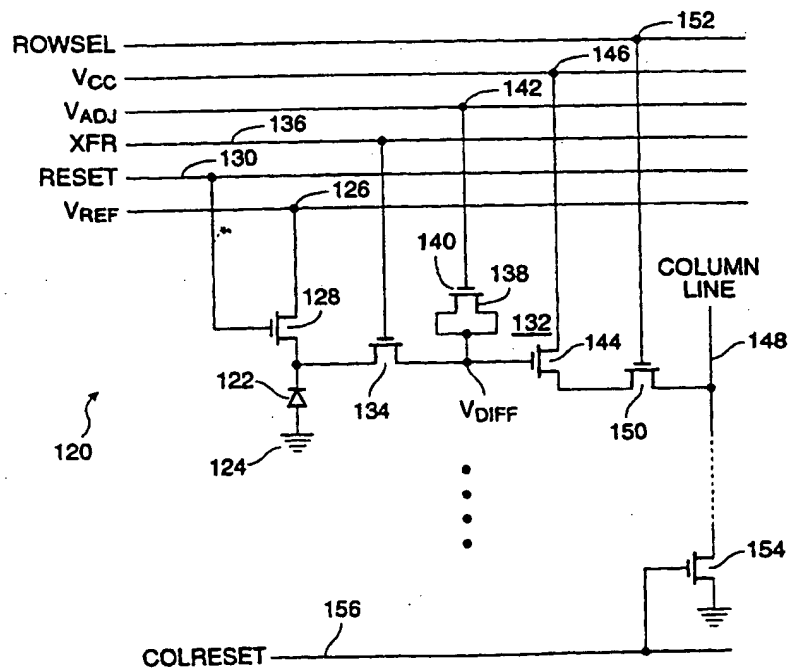 152
ROWSEL
146
VCC
142
VADJ
136
XFR
130
RESET
126
VREF
140
138
COLUMN
LINE
128
132
144
148
122
134
VDIFF
150
120
124
154
156
COLRESET